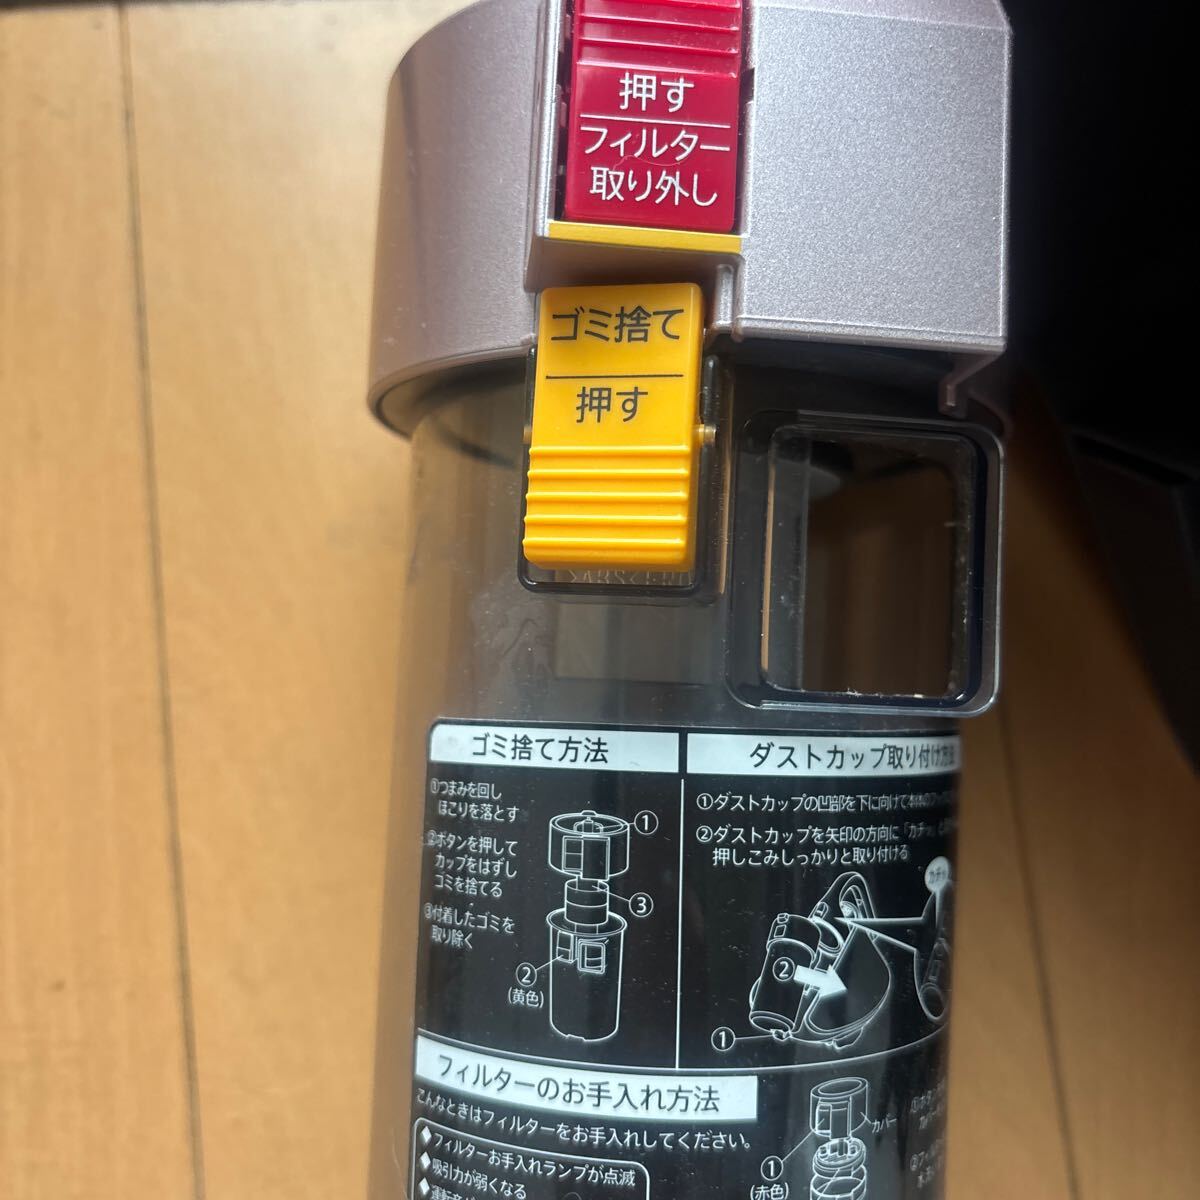 押す
フィルター
取り外し
ゴミ捨て
押す
ゴミ捨て方法
①つまみを回し
ほこりを落とす
②ボタンを押して
カップをはずし
ゴミを捨てる
③付着したゴミを
取り除く
①
③
②
(黄色)
ダストカップ取り付け方法
①ダストカップの凹部を下に向けて本体の
②ダストカップを矢印の方向に「カチッ」と
押しこみしっかりと取り付ける
カチッ
②
①
フィルターのお手入れ方法
こんなときはフィルターをお手入れしてください。
◆フィルターお手入れランプが点滅
◆吸引力が弱くなる
カバー
①
(赤色)